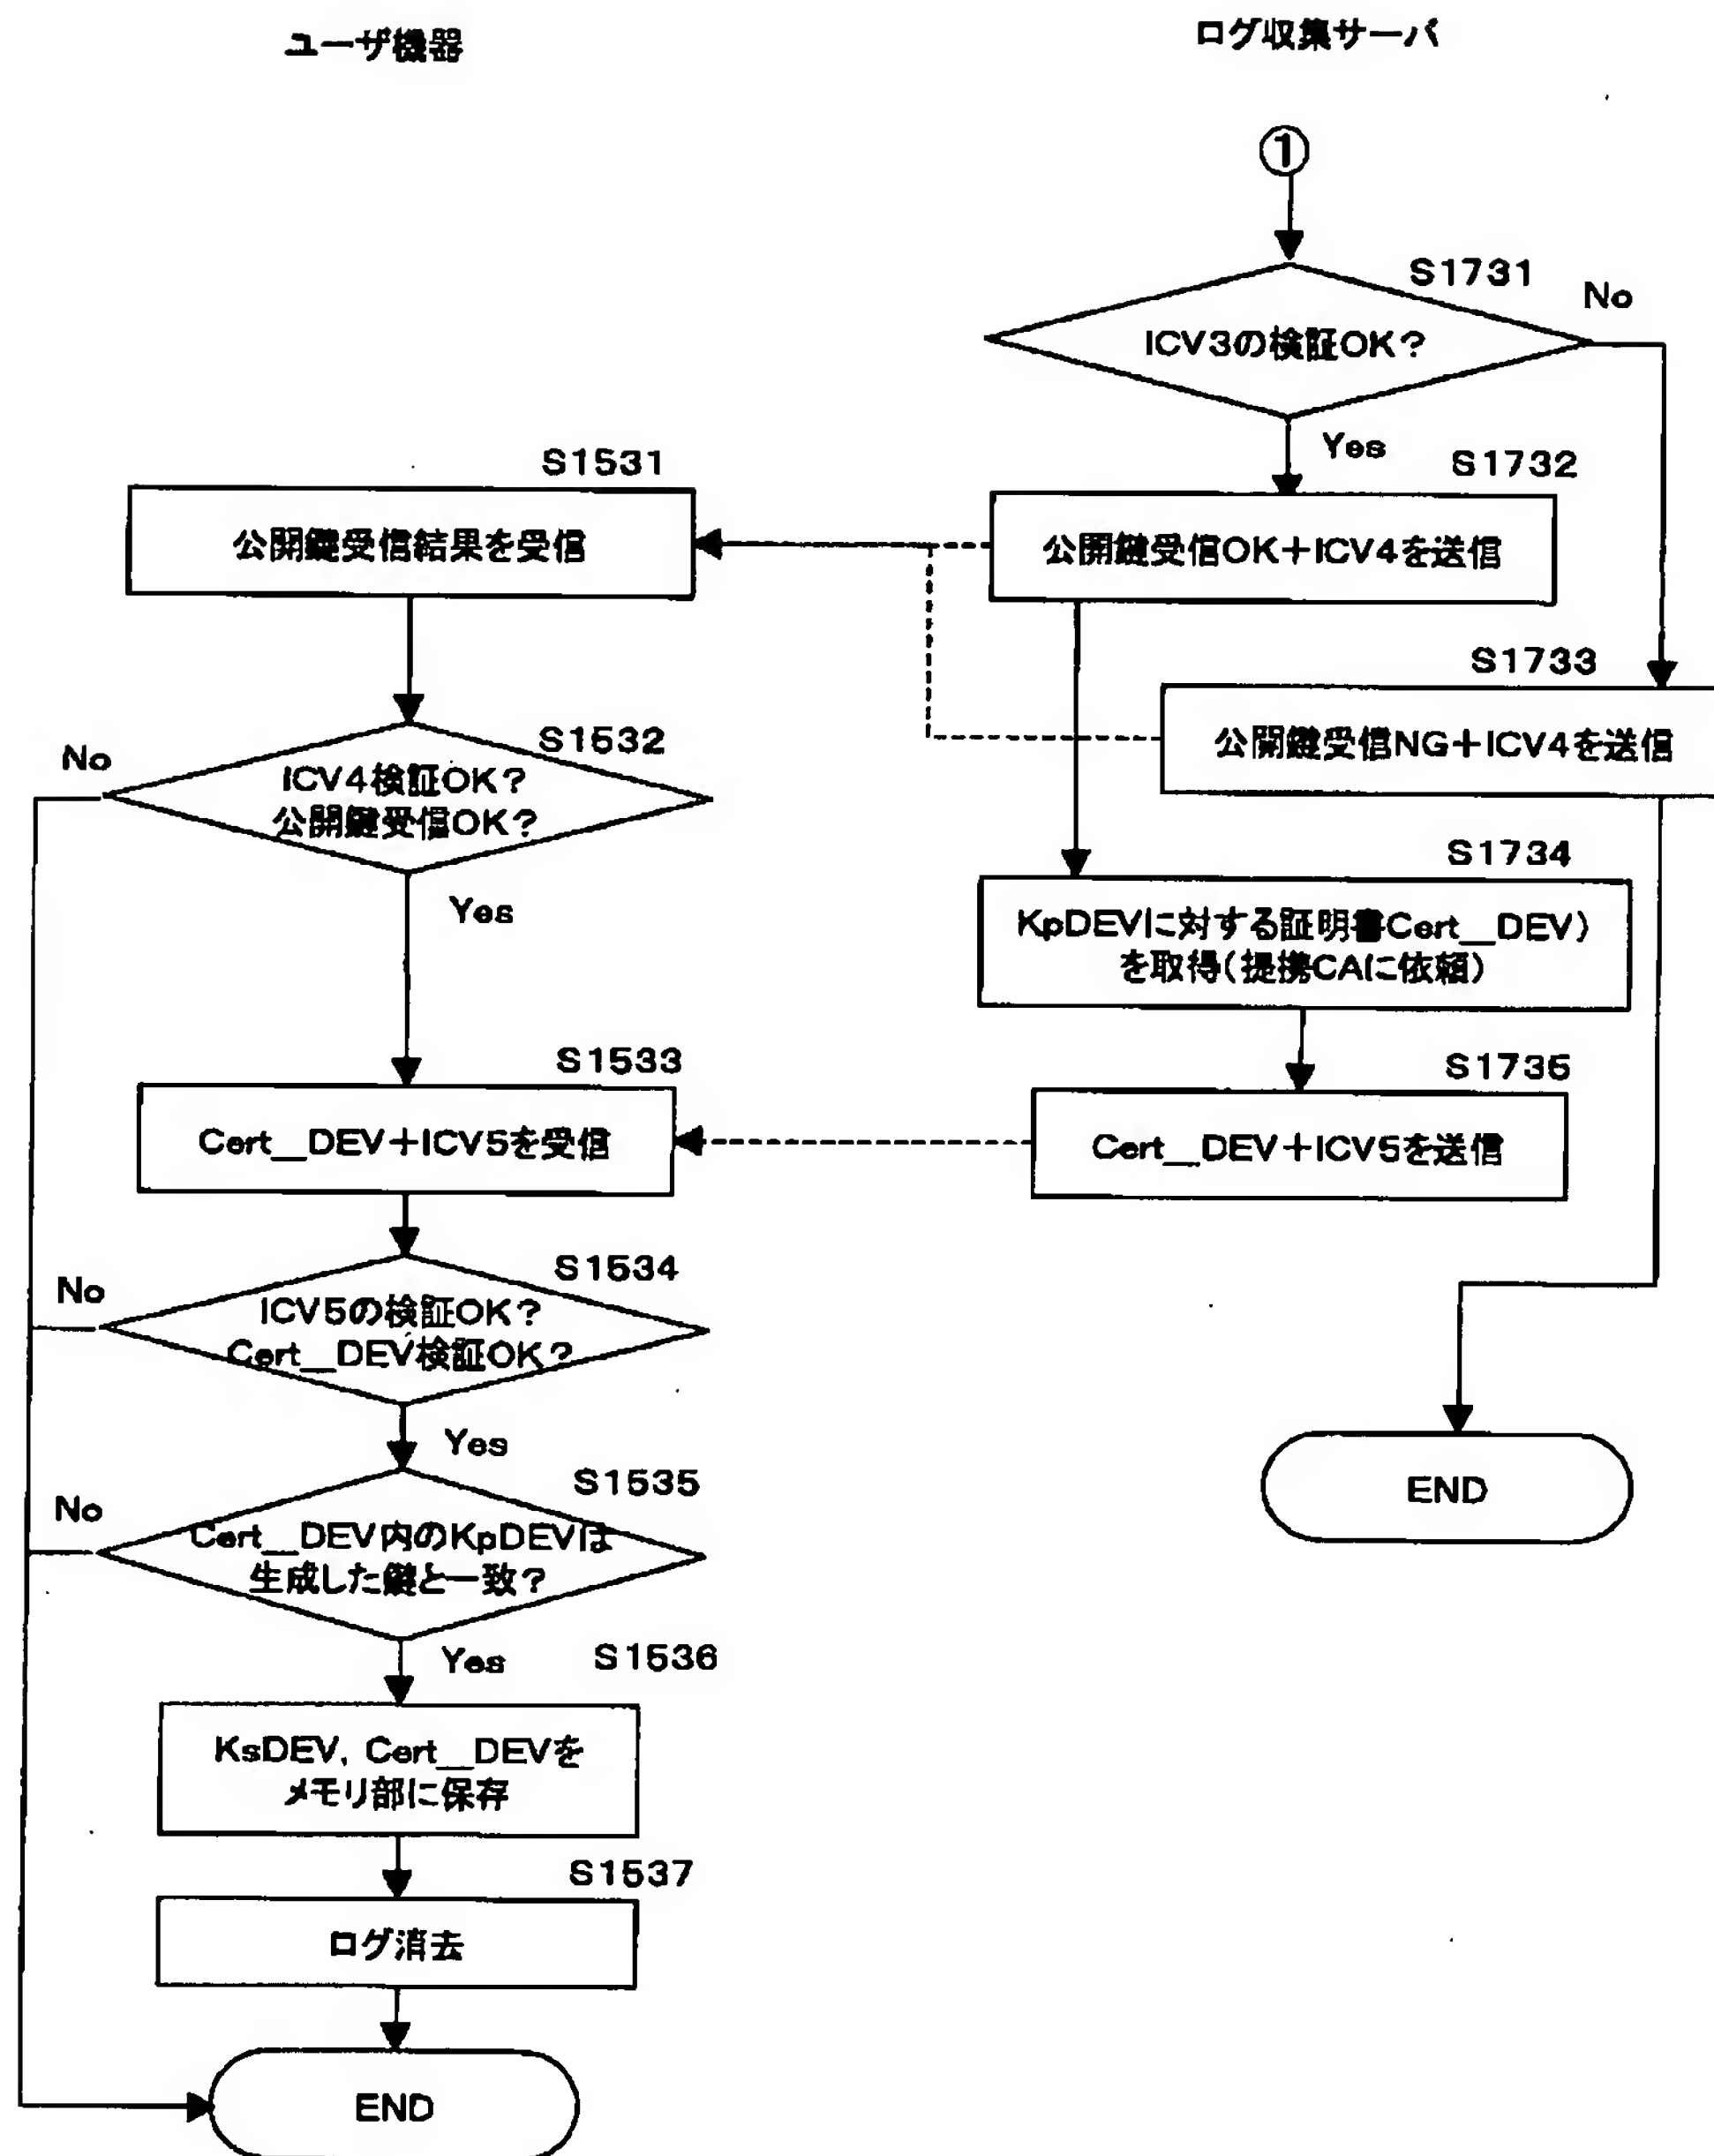 ユーザ機器
ログ収集サーバ
①
S1731
No
ICV3の検証OK?
Yes
S1531
S1732
公開鍵受信結果を受信
公開鍵受信OK+ICV4を送信
S1733
公開鍵受信NG+ICV4を送信
S1532
No
ICV4検証OK?
公開鍵受信OK?
Yes
S1734
KpDEVに対する証明書Cert__DEV)
を取得(提携CAに依頼)
S1533
S1735
Cert__DEV+ICV5を受信
Cert__DEV+ICV5を送信
S1534
No
ICV5の検証OK?
Cert__DEV検証OK?
Yes
S1535
No
Cert__DEV内のKpDEVは
生成した鍵と一致?
END
Yes
S1536
KsDEV, Cert__DEVを
メモリ部に保存
S1537
ログ消去
END